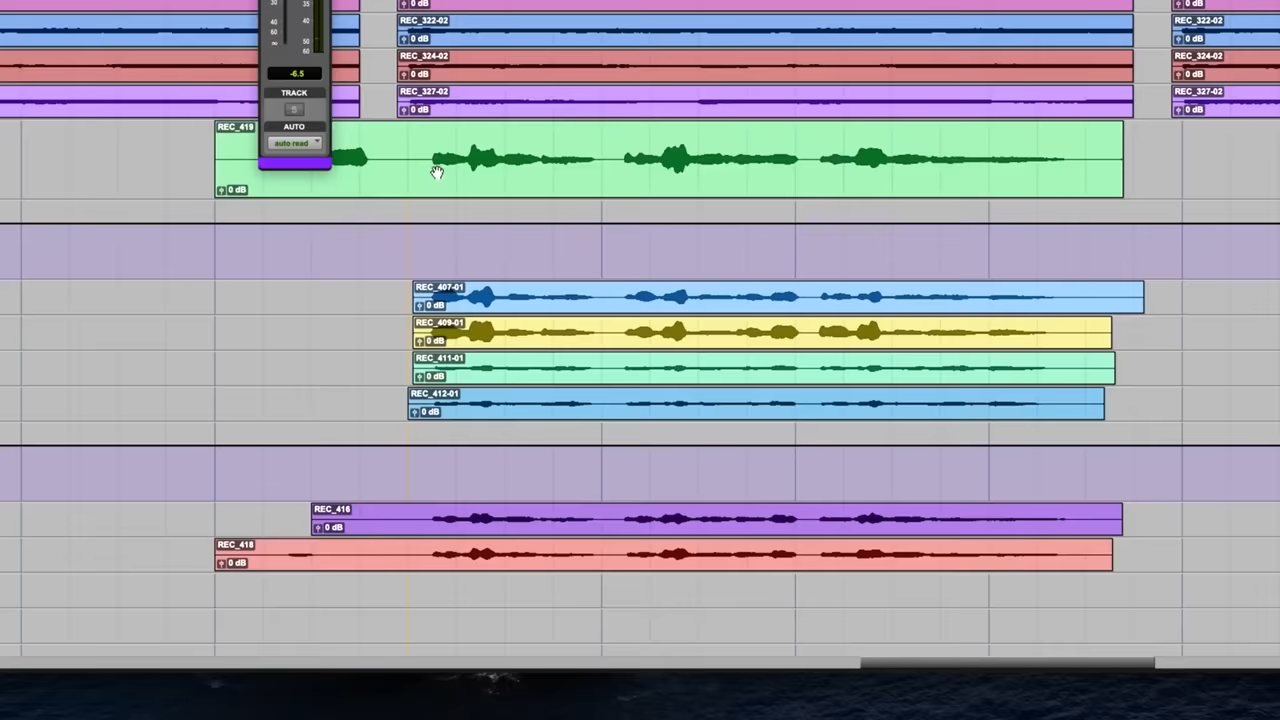 0 dB
0 dB
REC_322-02
0 dB
REC_322-02
0 dB
REC_324-02
0 dB
REC_324-02
0 dB
REC_327-02
0 dB
REC_327-02
0 dB
30
40
60
∞
35
40
50
60
-6.5
TRACK
S
AUTO
auto read
REC_419
0 dB
REC_407-01
0 dB
REC_409-01
0 dB
REC_411-01
0 dB
REC_412-01
0 dB
REC_416
0 dB
REC_418
0 dB